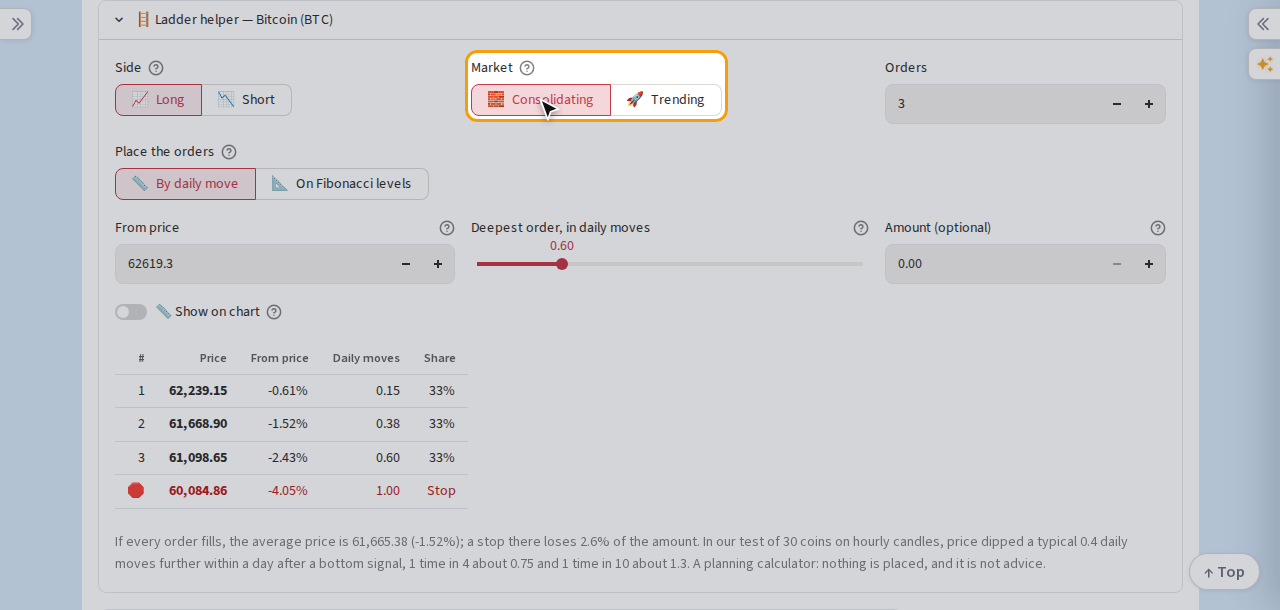 Ladder helper — Bitcoin (BTC)
Side
Market
Orders
Long
Short
Consolidating
Trending
3
Place the orders
By daily move
On Fibonacci levels
From price
Deepest order, in daily moves
Amount (optional)
0.60
62619.3
0.00
Show on chart
# Price From price Daily moves Share
1 62,239.15 -0.61% 0.15 33%
2 61,668.90 -1.52% 0.38 33%
3 61,098.65 -2.43% 0.60 33%
60,084.86 -4.05% 1.00 Stop
If every order fills, the average price is 61,665.38 (-1.52%); a stop there loses 2.6% of the amount. In our test of 30 coins on hourly candles, price dipped a typical 0.4 daily
moves further within a day after a bottom signal, 1 time in 4 about 0.75 and 1 time in 10 about 1.3. A planning calculator: nothing is placed, and it is not advice.
↑ Top